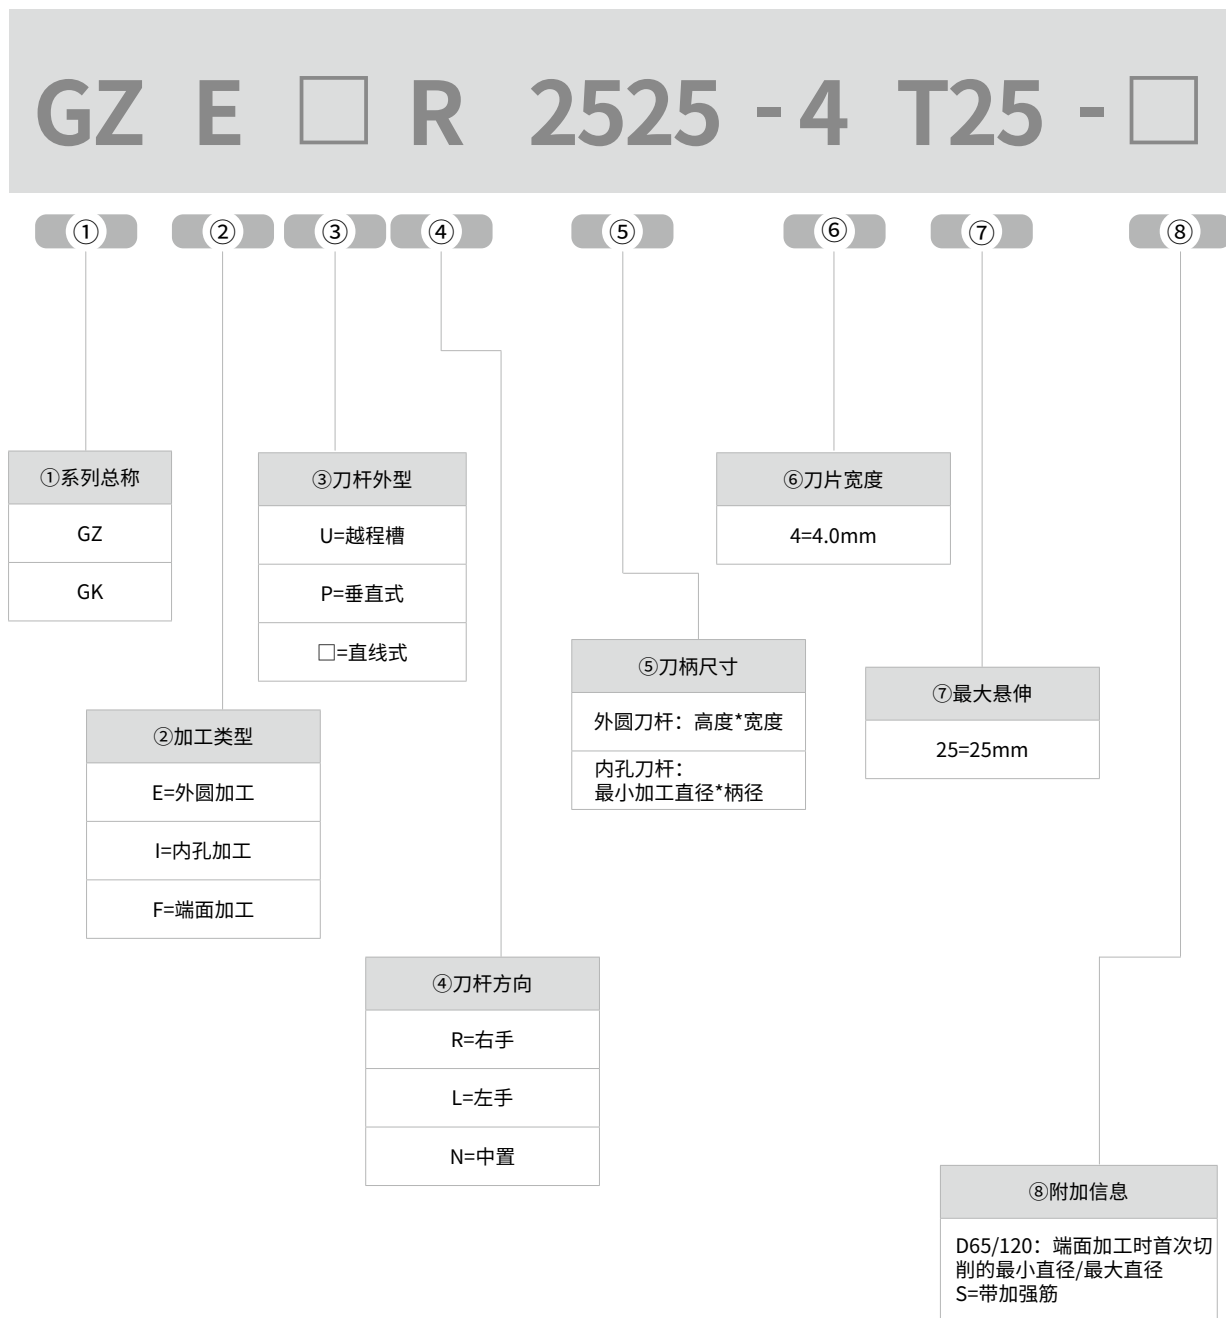 GZ E □ R 2525 -4 T25 -□
① ② ③ ④ ⑤ ⑥ ⑦ ⑧
①系列总称
GZ
GK
③刀杆外型
U=越程槽
P=垂直式
□=直线式
⑥刀片宽度
4=4.0mm
⑤刀柄尺寸
外圆刀杆：高度*宽度
内孔刀杆：
最小加工直径*柄径
⑦最大悬伸
25=25mm
②加工类型
E=外圆加工
I=内孔加工
F=端面加工
④刀杆方向
R=右手
L=左手
N=中置
⑧附加信息
D65/120：端面加工时首次切
削的最小直径/最大直径
S=带加强筋